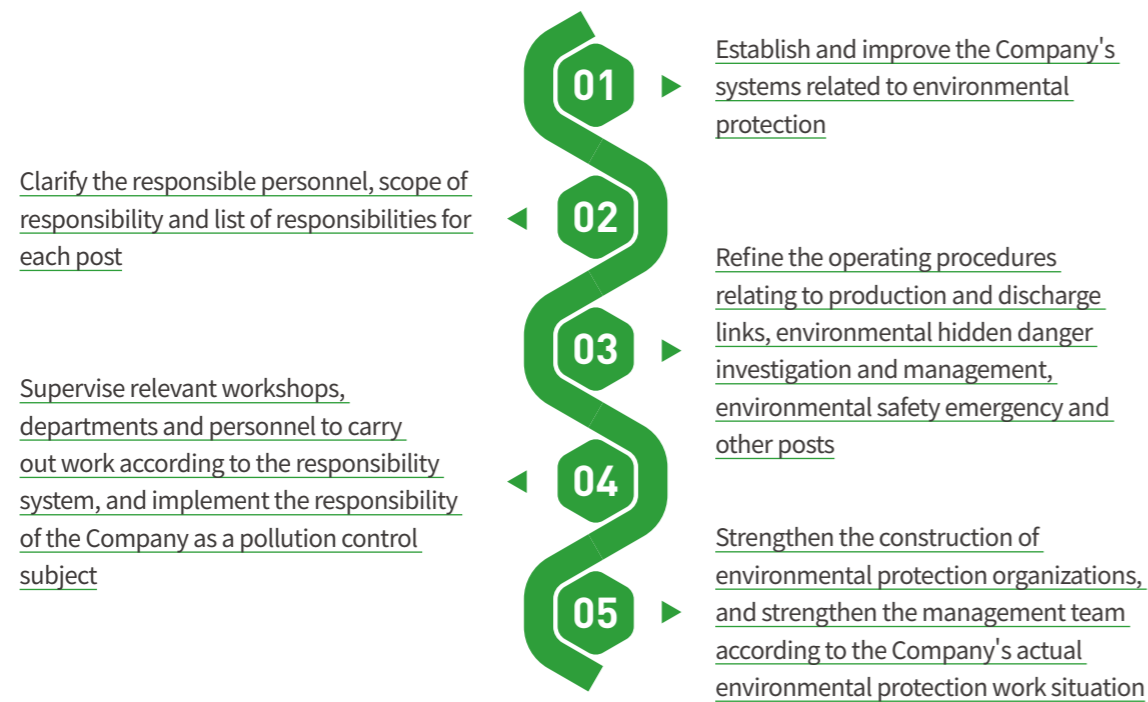 01
Establish and improve the Company's
systems related to environmental
protection
02
Clarify the responsible personnel, scope of
responsibility and list of responsibilities for
each post
03
Refine the operating procedures
relating to production and discharge
links, environmental hidden danger
investigation and management,
environmental safety emergency and
other posts
04
Supervise relevant workshops,
departments and personnel to carry
out work according to the responsibility
system, and implement the responsibility
of the Company as a pollution control
subject
05
Strengthen the construction of
environmental protection organizations,
and strengthen the management team
according to the Company's actual
environmental protection work situation